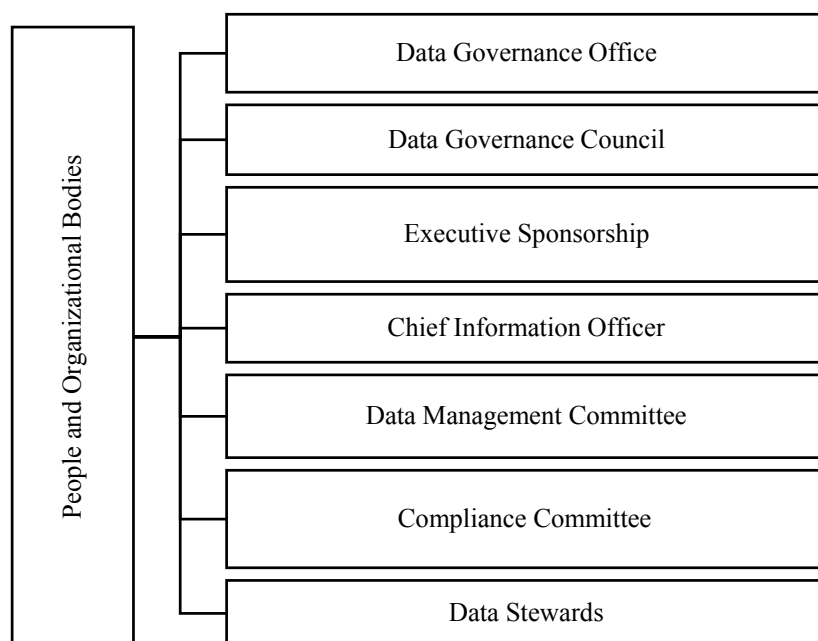 People and Organizational Bodies
Data Governance Office
Data Governance Council
Executive Sponsorship
Chief Information Officer
Data Management Committee
Compliance Committee
Data Stewards